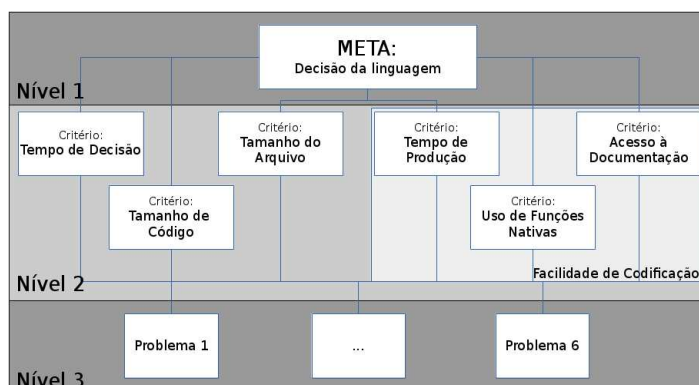 META:
Decisão da linguagem
Nível 1
Critério:
Tempo de Decisão
Critério:
Tamanho do
Arquivo
Critério:
Tempo de
Produção
Critério:
Acesso à
Documentação
Critério:
Tamanho de
Código
Critério:
Uso de Funções
Nativas
Facilidade de Codificação
Nível 2
Problema 1
...
Problema 6
Nível 3